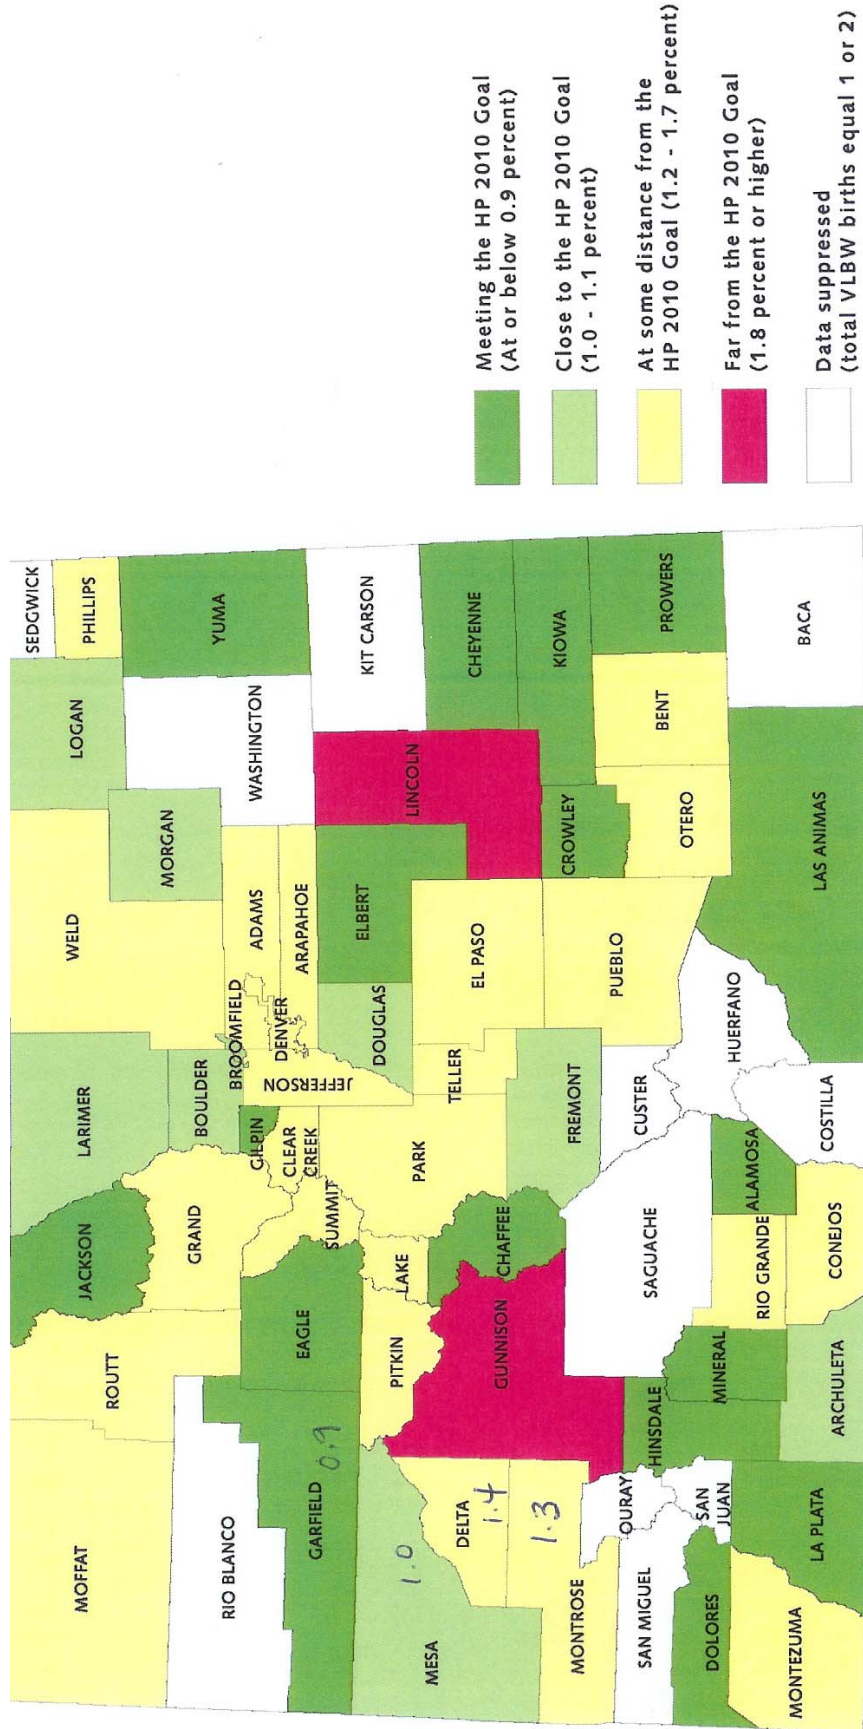 MOFFAT
ROUTT
JACKSON
LARIMER
WELD
LOGAN
SEDGWICK
PHILLIPS
MORGAN
YUMA
WASHINGTON
RIO BLANCO
GRAND
BOULDER
BROOMFIELD
ADAMS
GILPIN
CLEAR
CREEK
DENVER
ARAPAHOE
JEFFERSON
GARFIELD
0.9
EAGLE
SUMMIT
DOUGLAS
ELBERT
LINCOLN
KIT CARSON
MESA
1.0
PITKIN
LAKE
PARK
TELLER
EL PASO
CHEYENNE
DELTA
1.4
GUNNISON
CHAFFEE
FREMONT
KIOWA
CROWLEY
MONTROSE
1.3
OURAY
PUEBLO
OTERO
BENT
PROWERS
SAN MIGUEL
HINSDALE
SAGUACHE
CUSTER
HUERFANO
SAN
JUAN
DOLORES
MINERAL
RIO GRANDE
ALAMOSA
MONTEZUMA
LA PLATA
ARCHULETA
CONEJOS
COSTILLA
LAS ANIMAS
BACA
Meeting the HP 2010 Goal
(At or below 0.9 percent)
Close to the HP 2010 Goal
(1.0 - 1.1 percent)
At some distance from the
HP 2010 Goal (1.2 - 1.7 percent)
Far from the HP 2010 Goal
(1.8 percent or higher)
Data suppressed
(total VLBW births equal 1 or 2)